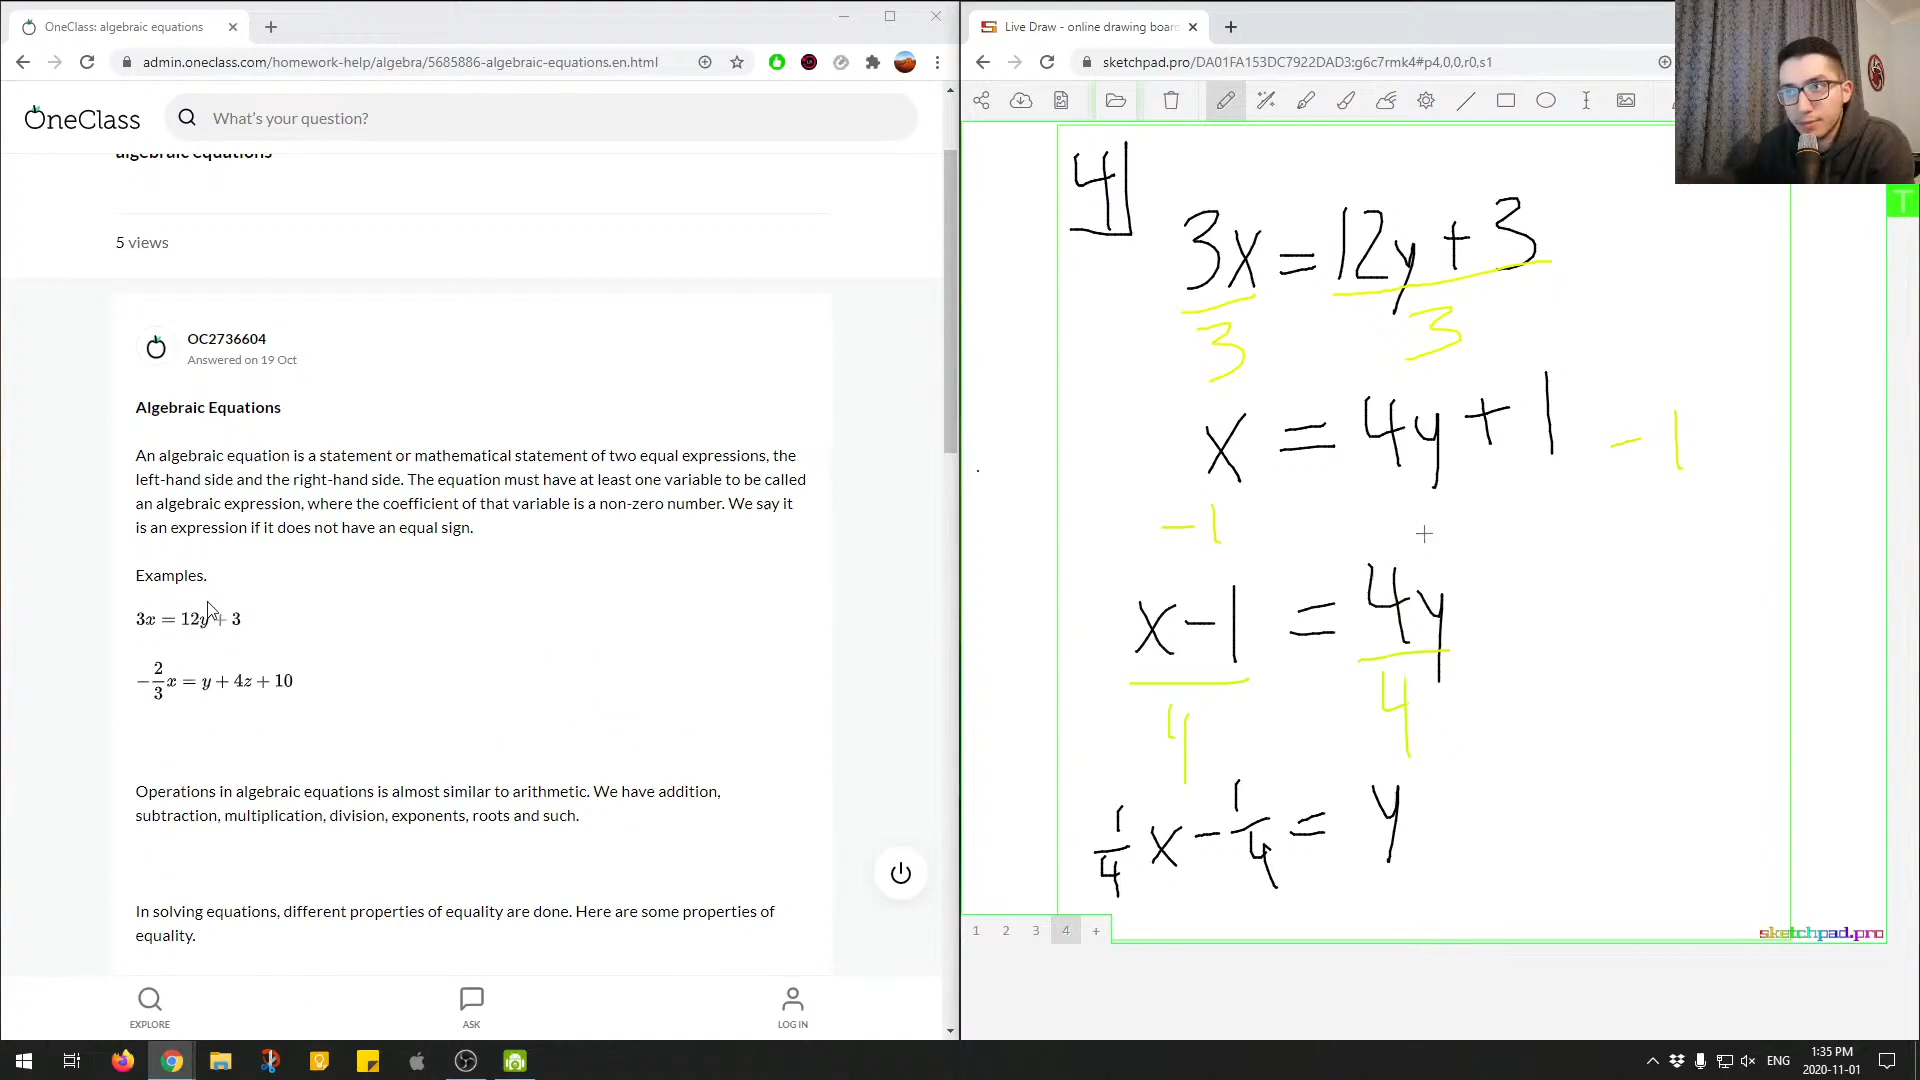 OneClass: algebraic equations
admin.oneclass.com/homework-help/algebra/5685886-algebraic-equations.en.html
OneClass
What's your question?
algebraic equations
5 views
OC2736604
Answered on 19 Oct
Algebraic Equations
An algebraic equation is a statement or mathematical statement of two equal expressions, the
left-hand side and the right-hand side. The equation must have at least one variable to be called
an algebraic expression, where the coefficient of that variable is a non-zero number. We say it
is an expression if it does not have an equal sign.
Examples.
3x = 12y + 3
-2/3 x = y + 4z + 10
Operations in algebraic equations is almost similar to arithmetic. We have addition,
subtraction, multiplication, division, exponents, roots and such.
In solving equations, different properties of equality are done. Here are some properties of
equality.
EXPLORE
ASK
LOG IN
Live Draw - online drawing board
sketchpad.pro/DA01FA153DC7922DAD3:g6c7rmk4#p4,0,0,r0,s1
T
4
3x = 12y + 3
3 3
x = 4y + 1 - 1
- 1
x - 1 = 4y
4 4
1/4 x - 1/4 = y
1 2 3 4 +
sketchpad.pro
ENG
1:35 PM
2020-11-01